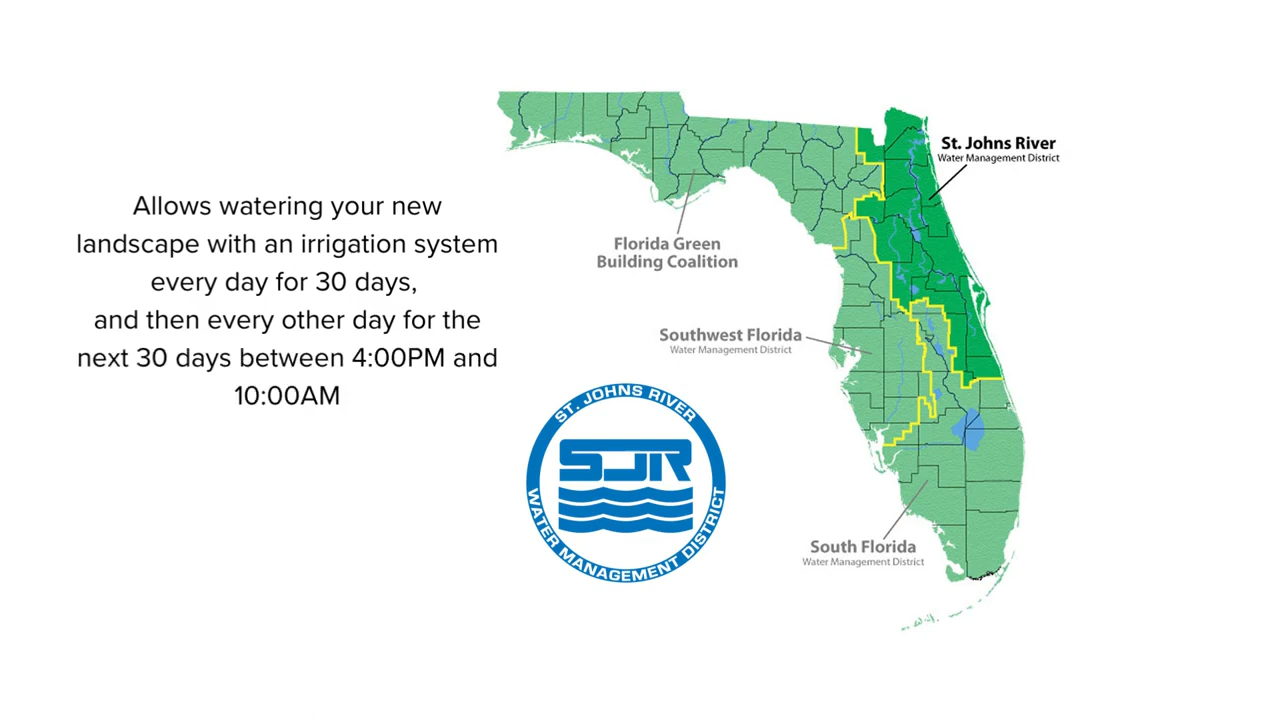 Allows watering your new
landscape with an irrigation system
every day for 30 days,
and then every other day for the
next 30 days between 4:00PM and
10:00AM
St. Johns River
Water Management District
Florida Green
Building Coalition
Southwest Florida
Water Management District
South Florida
Water Management District
ST. JOHNS RIVER
SJR
WATER MANAGEMENT DISTRICT